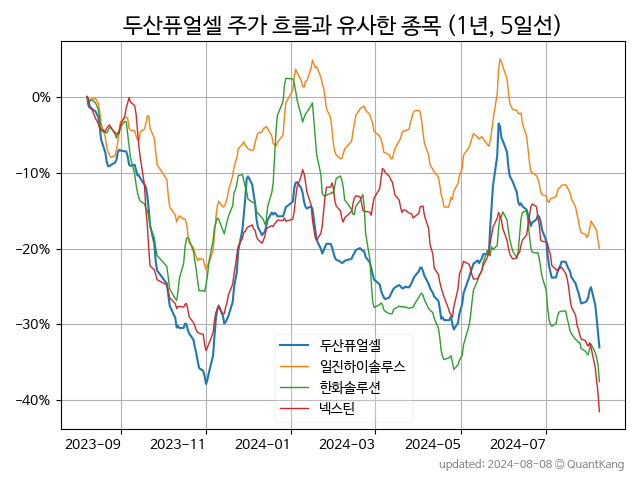 두산퓨얼셀 주가 흐름과 유사한 종목 (1년, 5일선)
0%
−10%
−20%
−30%
−40%
두산퓨얼셀
일진하이솔루스
한화솔루션
넥스틴
2023-09
2023-11
2024-01
2024-03
2024-05
2024-07
updated: 2024-08-08 © QuantKang